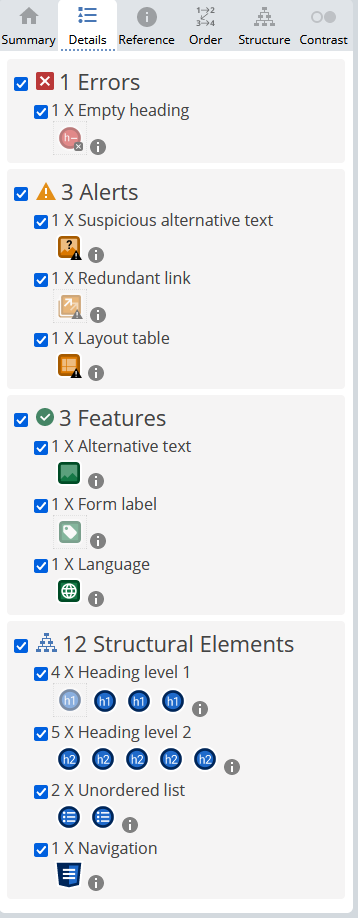 Summary Details Reference Order Structure Contrast
1 Errors
1 X Empty heading
h-
3 Alerts
1 X Suspicious alternative text
?
1 X Redundant link
1 X Layout table
3 Features
1 X Alternative text
1 X Form label
1 X Language
12 Structural Elements
4 X Heading level 1
h1 h1 h1 h1
5 X Heading level 2
h2 h2 h2 h2 h2
2 X Unordered list
1 X Navigation